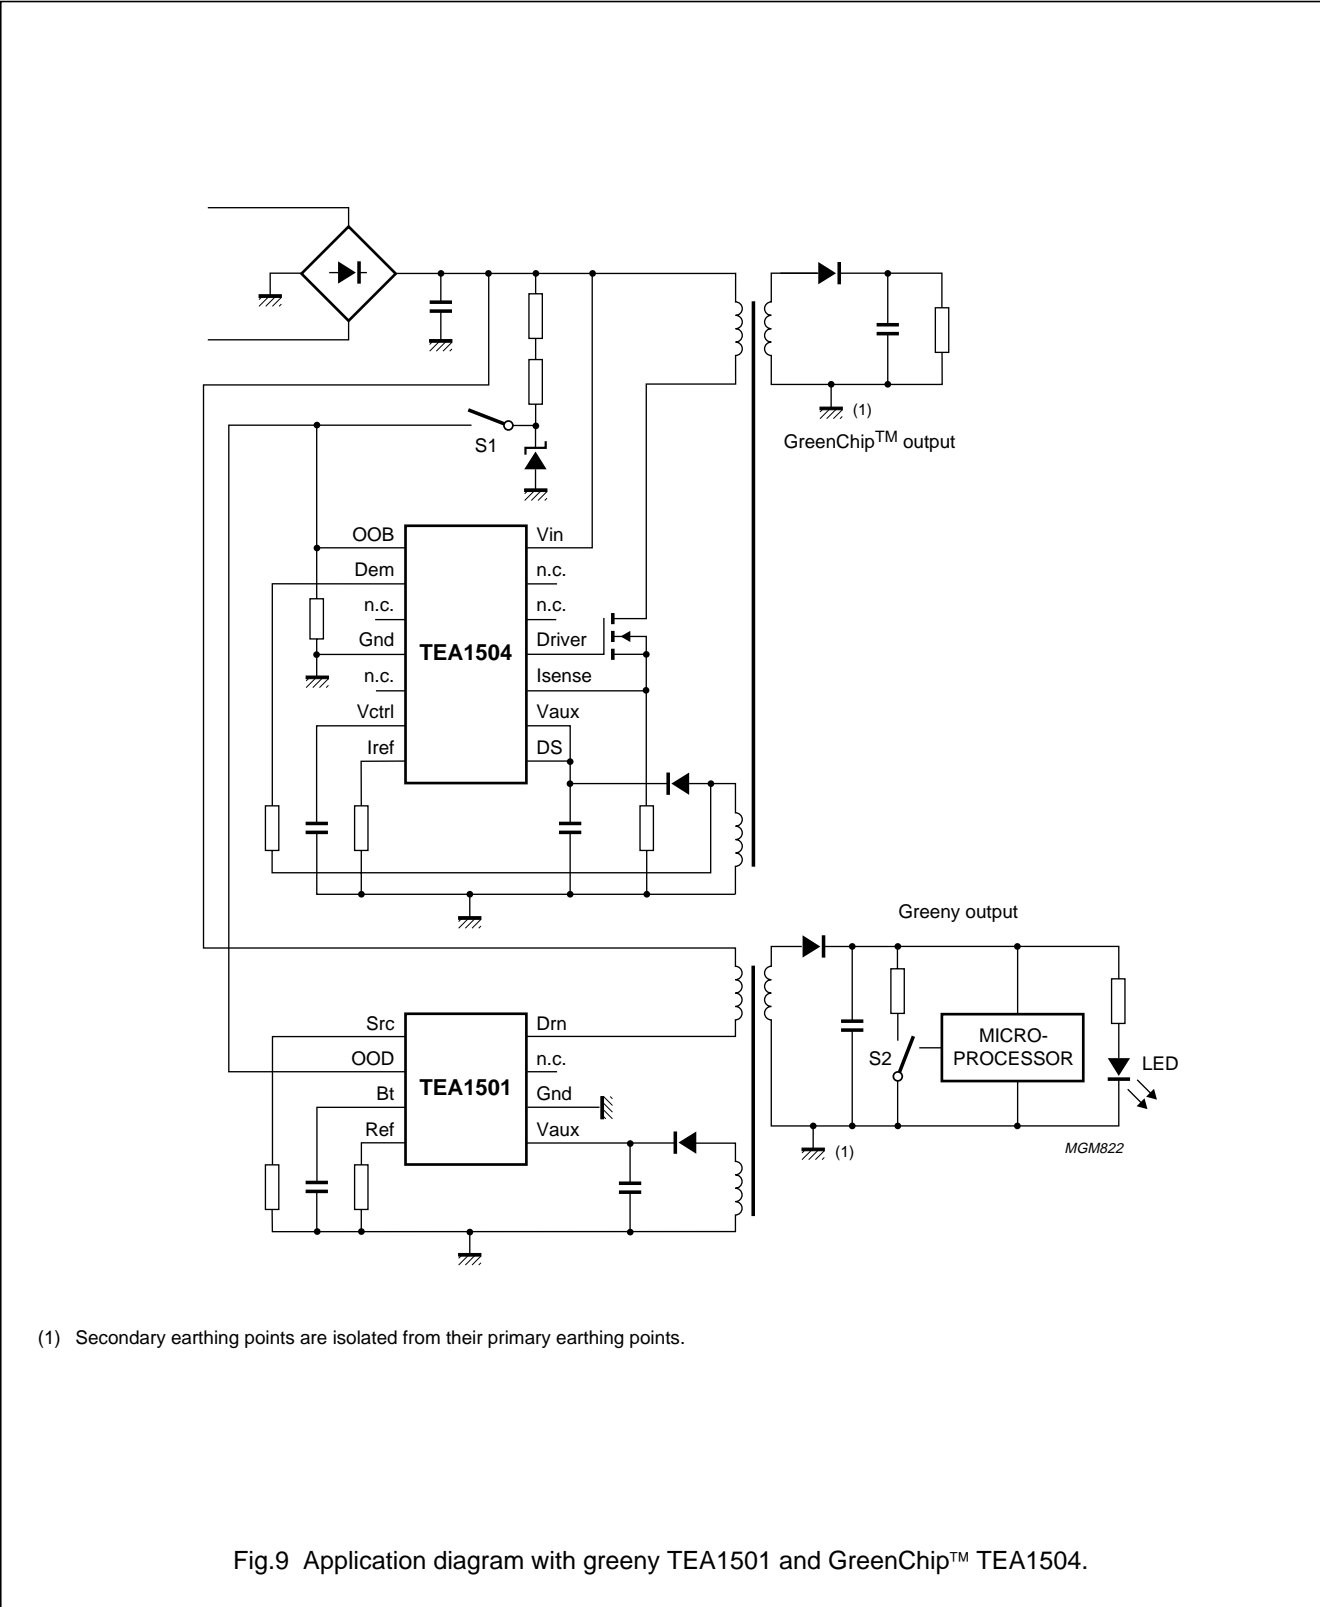 (1)
GreenChip™ output
S1
OOB
Dem
n.c.
Gnd
n.c.
Vctrl
Iref
TEA1504
Vin
n.c.
n.c.
Driver
Isense
Vaux
DS
Greeny output
Src
OOD
Bt
Ref
TEA1501
Drn
n.c.
Gnd
Vaux
S2
MICRO-
PROCESSOR
LED
(1)
MGM822
(1) Secondary earthing points are isolated from their primary earthing points.
Fig.9 Application diagram with greeny TEA1501 and GreenChip™ TEA1504.